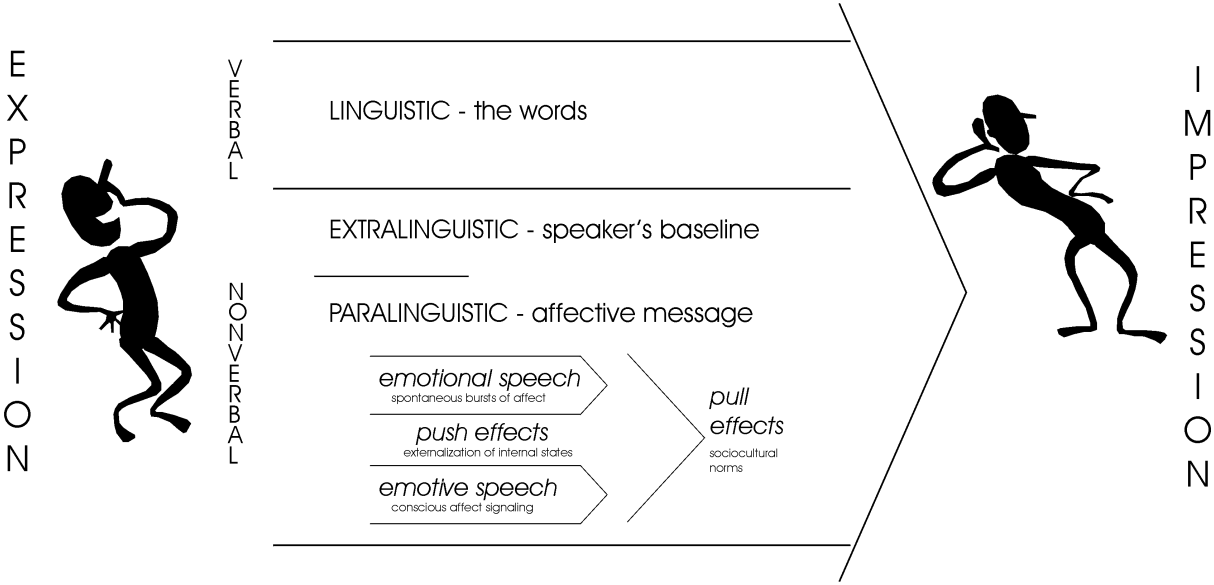 EXPRESSION
VERBAL
LINGUISTIC - the words
NONVERBAL
EXTRALINGUISTIC - speaker's baseline
PARALINGUISTIC - affective message
emotional speech
spontaneous bursts of affect
push effects
externalization of internal states
emotive speech
conscious affect signaling
pull
effects
sociocultural
norms
IMPRESSION